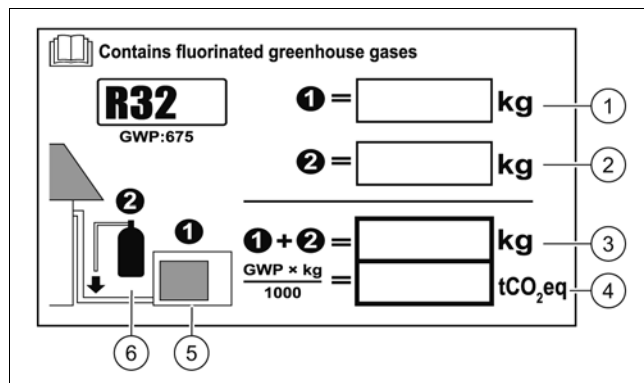 Contains fluorinated greenhouse gases
R32
GWP:675
❶ = kg ①
❷ = kg ②
❶ + ❷ = kg ③
GWP × kg
1000
= tCO₂eq ④
❷
❶
⑥ ⑤